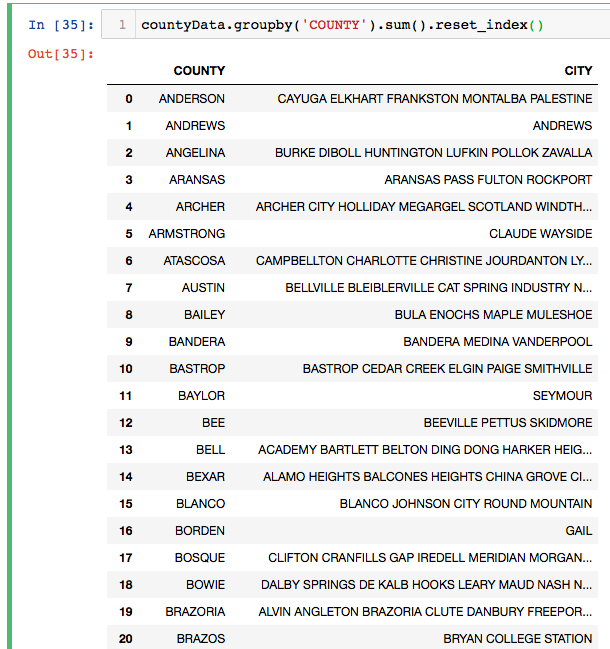 In [35]: 1 countyData.groupby('COUNTY').sum().reset_index()
Out[35]:
COUNTY CITY
0 ANDERSON CAYUGA ELKHART FRANKSTON MONTALBA PALESTINE
1 ANDREWS ANDREWS
2 ANGELINA BURKE DIBOLL HUNTINGTON LUFKIN POLLOK ZAVALLA
3 ARANSAS ARANSAS PASS FULTON ROCKPORT
4 ARCHER ARCHER CITY HOLLIDAY MEGARGEL SCOTLAND WINDTH...
5 ARMSTRONG CLAUDE WAYSIDE
6 ATASCOSA CAMPBELLTON CHARLOTTE CHRISTINE JOURDANTON LY...
7 AUSTIN BELLVILLE BLEIBLERVILLE CAT SPRING INDUSTRY N...
8 BAILEY BULA ENOCHS MAPLE MULESHOE
9 BANDERA BANDERA MEDINA VANDERPOOL
10 BASTROP BASTROP CEDAR CREEK ELGIN PAIGE SMITHVILLE
11 BAYLOR SEYMOUR
12 BEE BEEVILLE PETTUS SKIDMORE
13 BELL ACADEMY BARTLETT BELTON DING DONG HARKER HEIG...
14 BEXAR ALAMO HEIGHTS BALCONES HEIGHTS CHINA GROVE CI...
15 BLANCO BLANCO JOHNSON CITY ROUND MOUNTAIN
16 BORDEN GAIL
17 BOSQUE CLIFTON CRANFILLS GAP IREDELL MERIDIAN MORGAN...
18 BOWIE DALBY SPRINGS DE KALB HOOKS LEARY MAUD NASH N...
19 BRAZORIA ALVIN ANGLETON BRAZORIA CLUTE DANBURY FREEPOR...
20 BRAZOS BRYAN COLLEGE STATION